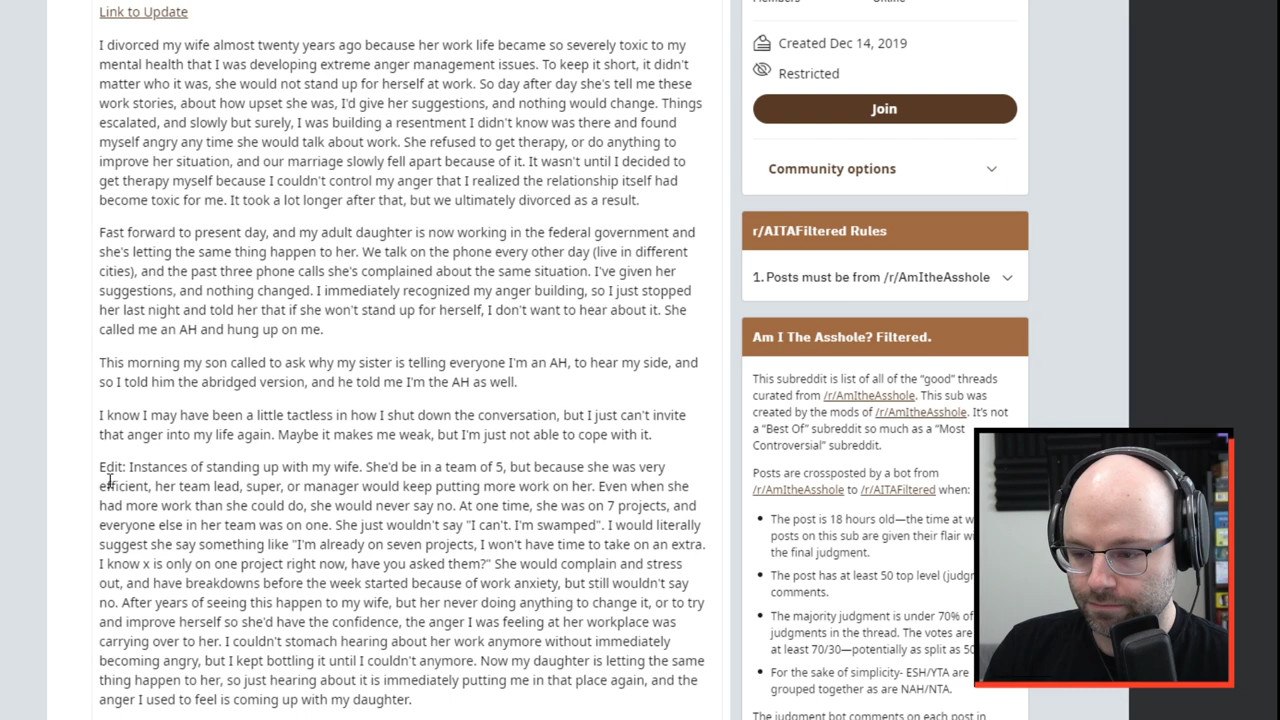 Link to Update
I divorced my wife almost twenty years ago because her work life became so severely toxic to my
mental health that I was developing extreme anger management issues. To keep it short, it didn't
matter who it was, she would not stand up for herself at work. So day after day she's tell me these
work stories, about how upset she was, I'd give her suggestions, and nothing would change. Things
escalated, and slowly but surely, I was building a resentment I didn't know was there and found
myself angry any time she would talk about work. She refused to get therapy, or do anything to
improve her situation, and our marriage slowly fell apart because of it. It wasn't until I decided to
get therapy myself because I couldn't control my anger that I realized the relationship itself had
become toxic for me. It took a lot longer after that, but we ultimately divorced as a result.
Fast forward to present day, and my adult daughter is now working in the federal government and
she's letting the same thing happen to her. We talk on the phone every other day (live in different
cities), and the past three phone calls she's complained about the same situation. I've given her
suggestions, and nothing changed. I immediately recognized my anger building, so I just stopped
her last night and told her that if she won't stand up for herself, I don't want to hear about it. She
called me an AH and hung up on me.
This morning my son called to ask why my sister is telling everyone I'm an AH, to hear my side, and
so I told him the abridged version, and he told me I'm the AH as well.
I know I may have been a little tactless in how I shut down the conversation, but I just can't invite
that anger into my life again. Maybe it makes me weak, but I'm just not able to cope with it.
Edit: Instances of standing up with my wife. She'd be in a team of 5, but because she was very
efficient, her team lead, super, or manager would keep putting more work on her. Even when she
had more work than she could do, she would never say no. At one time, she was on 7 projects, and
everyone else in her team was on one. She just wouldn't say "I can't. I'm swamped". I would literally
suggest she say something like "I'm already on seven projects, I won't have time to take on an extra.
I know x is only on one project right now, have you asked them?" She would complain and stress
out, and have breakdowns before the week started because of work anxiety, but still wouldn't say
no. After years of seeing this happen to my wife, but her never doing anything to change it, or to try
and improve herself so she'd have the confidence, the anger I was feeling at her workplace was
carrying over to her. I couldn't stomach hearing about her work anymore without immediately
becoming angry, but I kept bottling it until I couldn't anymore. Now my daughter is letting the same
thing happen to her, so just hearing about it is immediately putting me in that place again, and the
anger I used to feel is coming up with my daughter.
Created Dec 14, 2019
Restricted
Join
Community options
r/AITAFiltered Rules
1. Posts must be from /r/AmItheAsshole
Am I The Asshole? Filtered.
This subreddit is list of all of the "good" threads
curated from /r/AmItheAsshole. This sub was
created by the mods of /r/AmItheAsshole. It's not
a "Best Of" subreddit so much as a "Most
Controversial" subreddit.
Posts are crossposted by a bot from
/r/AmItheAsshole to /r/AITAFiltered when:
The post is 18 hours old—the time at
posts on this sub are given their flair
the final judgment.
The post has at least 50 top level
comments.
The majority judgment is under 70% of
judgments in the thread. The votes are
at least 70/30—potentially as split as
For the sake of simplicity- ESH/YTA are
grouped together as are NAH/NTA.
The judgment bot comments on each post in